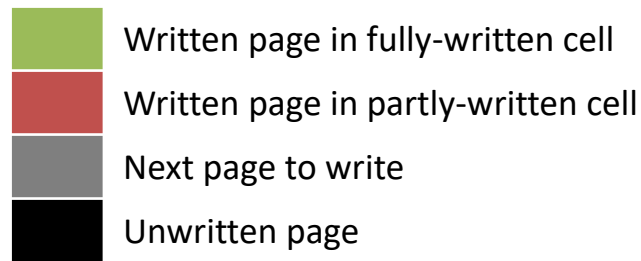 Written page in fully-written cell
Written page in partly-written cell
Next page to write
Unwritten page